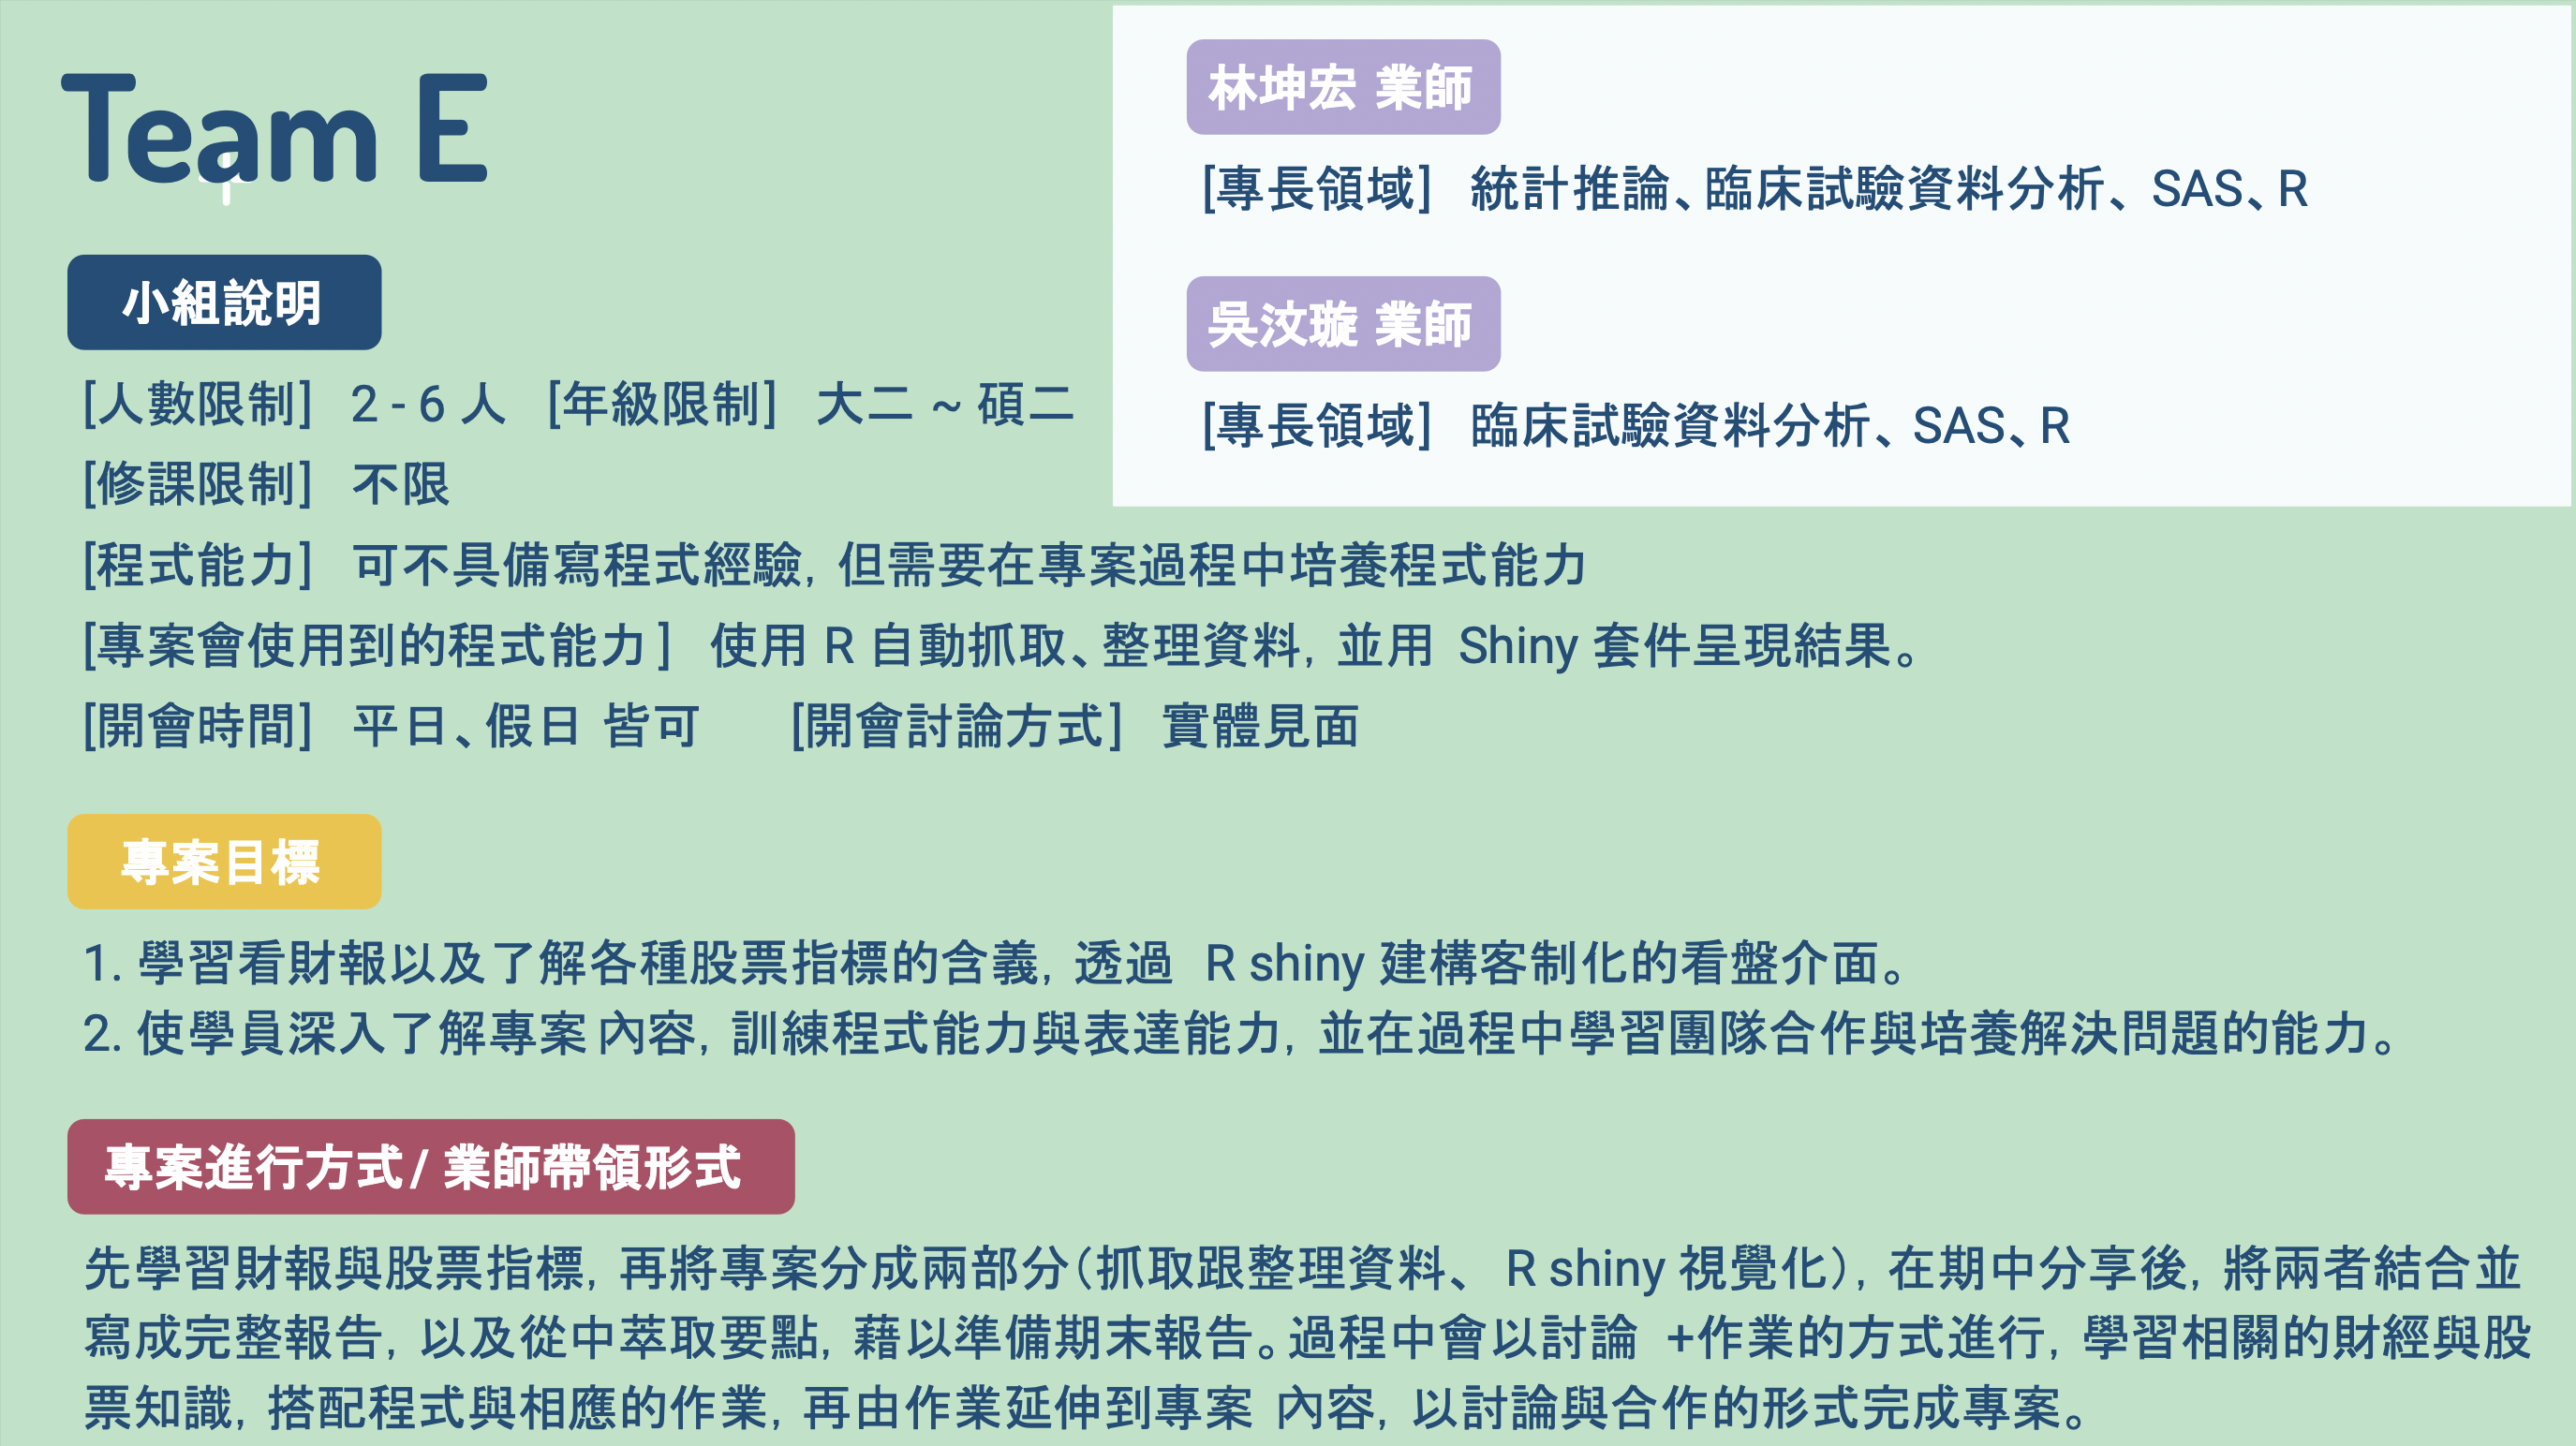 Team E
林坤宏 業師
[專長領域] 統計推論、臨床試驗資料分析、SAS、R
吳汶璇 業師
[專長領域] 臨床試驗資料分析、SAS、R
小組說明
[人數限制] 2 - 6 人 [年級限制] 大二 ~ 碩二
[修課限制] 不限
[程式能力] 可不具備寫程式經驗，但需要在專案過程中培養程式能力
[專案會使用到的程式能力] 使用 R 自動抓取、整理資料，並用 Shiny 套件呈現結果。
[開會時間] 平日、假日 皆可 [開會討論方式] 實體見面
專案目標
1. 學習看財報以及了解各種股票指標的含義，透過 R shiny 建構客制化的看盤介面。
2. 使學員深入了解專案內容，訓練程式能力與表達能力，並在過程中學習團隊合作與培養解決問題的能力。
專案進行方式 / 業師帶領形式
先學習財報與股票指標，再將專案分成兩部分（抓取跟整理資料、R shiny 視覺化），在期中分享後，將兩者結合並
寫成完整報告，以及從中萃取要點，藉以準備期末報告。過程中會以討論 +作業的方式進行，學習相關的財經與股
票知識，搭配程式與相應的作業，再由作業延伸到專案內容，以討論與合作的形式完成專案。